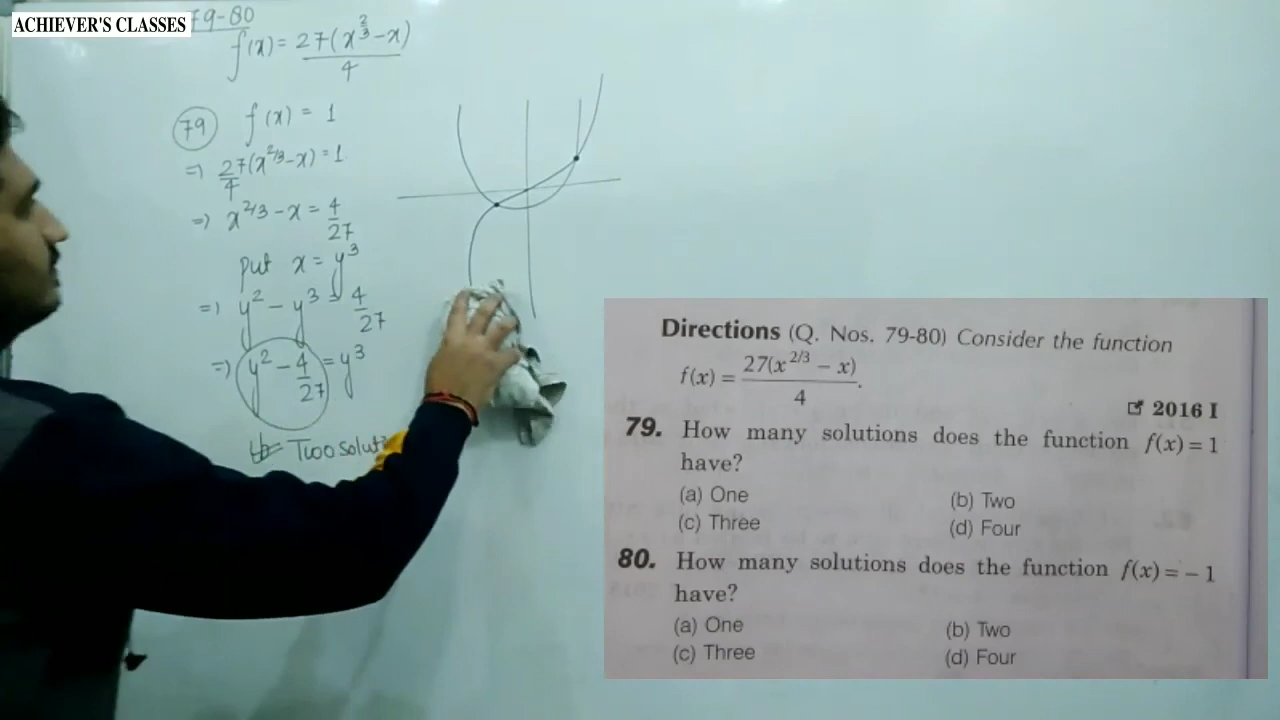 ACHIEVER'S CLASSES
79-80
f(x) = 27(x^2/3 - x)
4
79 f(x) = 1
=) 27/4 (x^2/3 - x) = 1
=) x^2/3 - x = 4/27
put x = y^3
=) y^2 - y^3 = 4/27
=) y^2 - 4/27 = y^3
Two
Directions (Q. Nos. 79-80) Consider the function
f(x) = 27(x^2/3 - x)
4 .
2016 I
79. How many solutions does the function f(x) = 1
have?
(a) One (b) Two
(c) Three (d) Four
80. How many solutions does the function f(x) = - 1
have?
(a) One (b) Two
(c) Three (d) Four